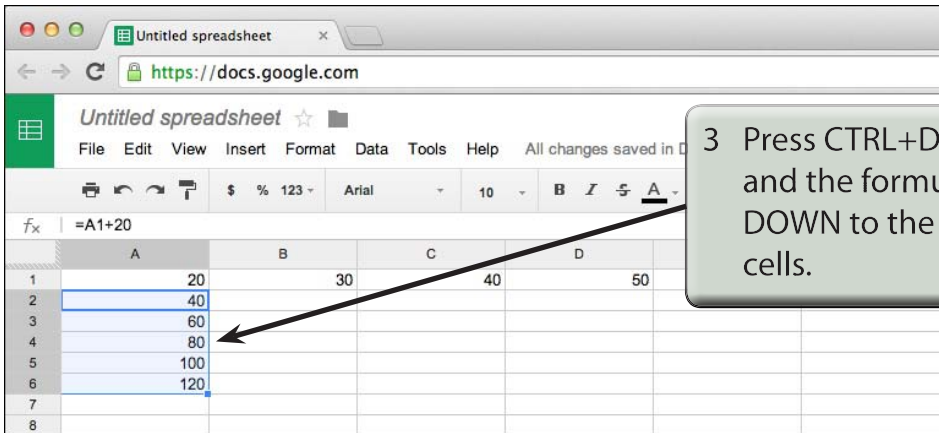 Untitled spreadsheet ×
https://docs.google.com
Untitled spreadsheet
File Edit View Insert Format Data Tools Help All changes saved in
$ % 123 Arial 10 B I S A
fx =A1+20
A B C D
1 20 30 40 50
2 40
3 60
4 80
5 100
6 120
7
8
3 Press CTRL+D
and the
DOWN to the
cells.